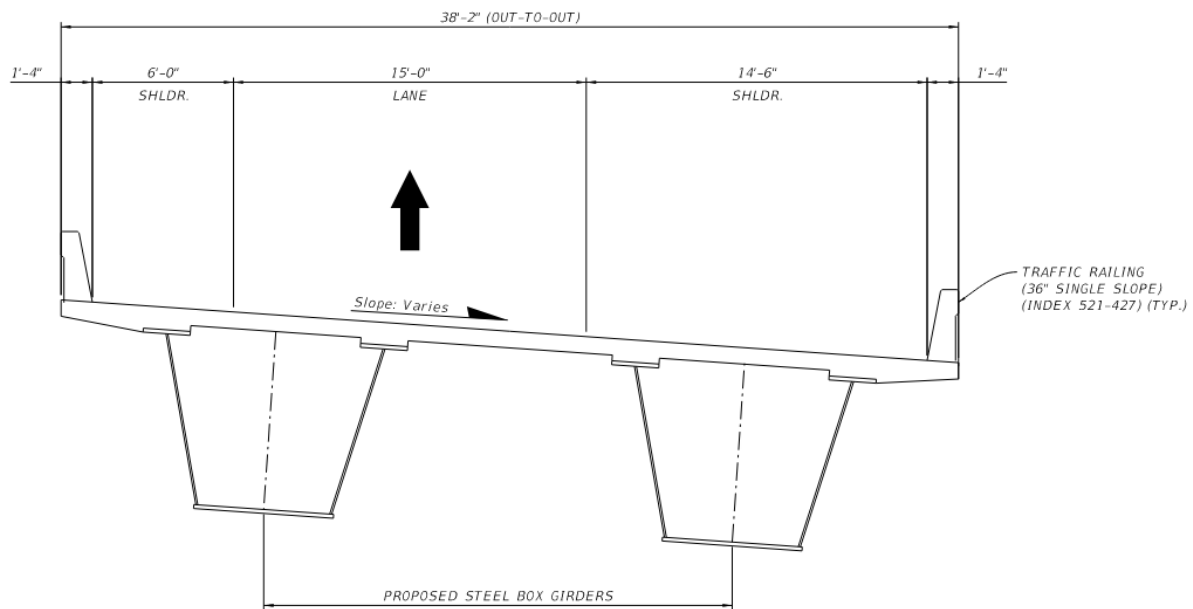 38'-2" (OUT-TO-OUT)
1'-4"
6'-0"
15'-0"
14'-6"
1'-4"
SHLDR.
LANE
SHLDR.
TRAFFIC RAILING
(36" SINGLE SLOPE)
(INDEX 521-427) (TYP.)
Slope: Varies
PROPOSED STEEL BOX GIRDERS